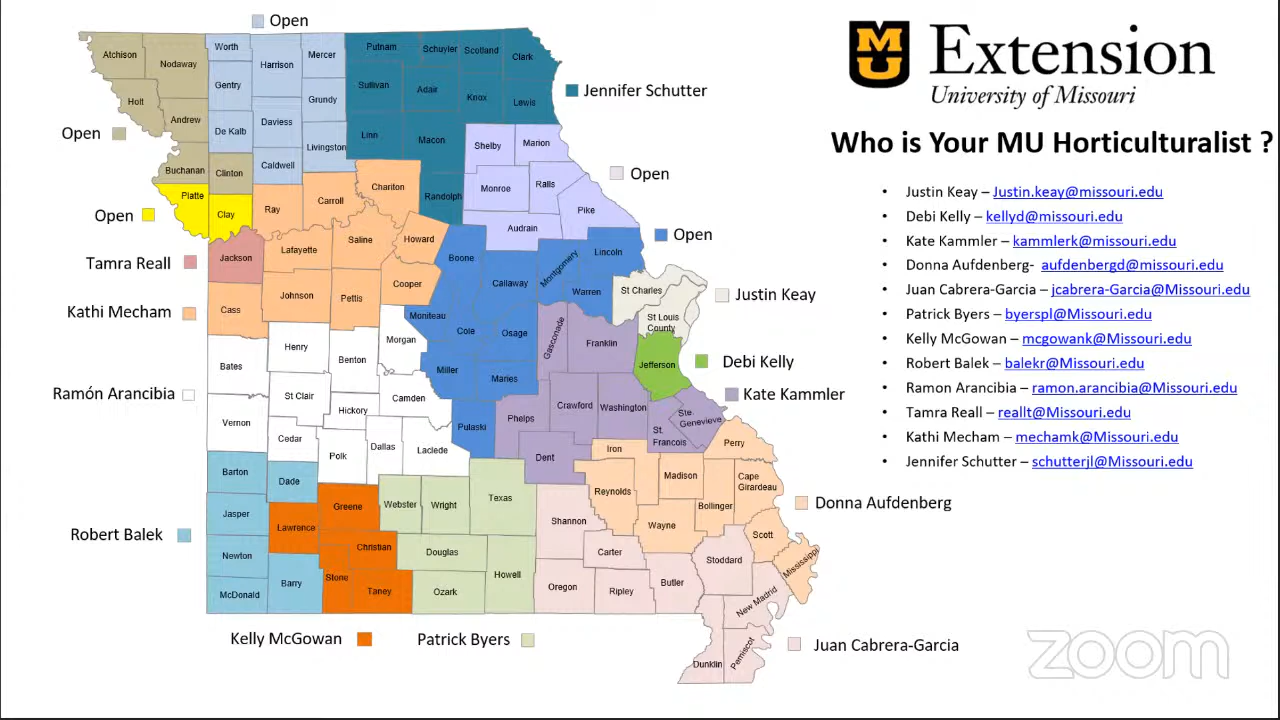 Open
Extension
University of Missouri
Who is Your MU Horticulturalist ?
• Justin Keay – Justin.keay@missouri.edu
• Debi Kelly – kellyd@missouri.edu
• Kate Kammler – kammlerk@missouri.edu
• Donna Aufdenberg- aufdenbergd@missouri.edu
• Juan Cabrera-Garcia – jcabrera-Garcia@Missouri.edu
• Patrick Byers – byerspl@Missouri.edu
• Kelly McGowan – mcgowank@Missouri.edu
• Robert Balek – balekr@Missouri.edu
• Ramon Arancibia – ramon.arancibia@Missouri.edu
• Tamra Reall – reallt@Missouri.edu
• Kathi Mecham – mechamk@Missouri.edu
• Jennifer Schutter – schutterjl@Missouri.edu
Jennifer Schutter
Open
Open
Open
Open
Tamra Reall
Kathi Mecham
Ramón Arancibia
Robert Balek
Kelly McGowan
Patrick Byers
Justin Keay
Debi Kelly
Kate Kammler
Donna Aufdenberg
Juan Cabrera-Garcia
Atchison
Nodaway
Holt
Andrew
Buchanan
Clinton
Platte
Clay
Worth
Harrison
Mercer
Gentry
Grundy
De Kalb
Daviess
Livingston
Caldwell
Putnam
Schuyler
Scotland
Clark
Sullivan
Adair
Knox
Lewis
Linn
Macon
Randolph
Shelby
Marion
Monroe
Ralls
Pike
Audrain
Ray
Carroll
Chariton
Lafayette
Saline
Howard
Jackson
Johnson
Pettis
Cooper
Cass
Boone
Callaway
Montgomery
Lincoln
Warren
Moniteau
Cole
Osage
Miller
Maries
Pulaski
St Charles
St Louis
County
Jefferson
Gasconade
Franklin
Crawford
Washington
Phelps
Dent
St.
Francois
Ste.
Genevieve
Bates
Henry
Benton
Morgan
St Clair
Camden
Hickory
Vernon
Cedar
Polk
Dallas
Laclede
Barton
Dade
Jasper
Newton
McDonald
Barry
Lawrence
Greene
Christian
Stone
Taney
Webster
Wright
Texas
Douglas
Howell
Ozark
Iron
Perry
Madison
Cape
Girardeau
Reynolds
Bollinger
Wayne
Scott
Mississippi
Shannon
Carter
Oregon
Ripley
Butler
Stoddard
New Madrid
Dunklin
Pemiscot
zoom